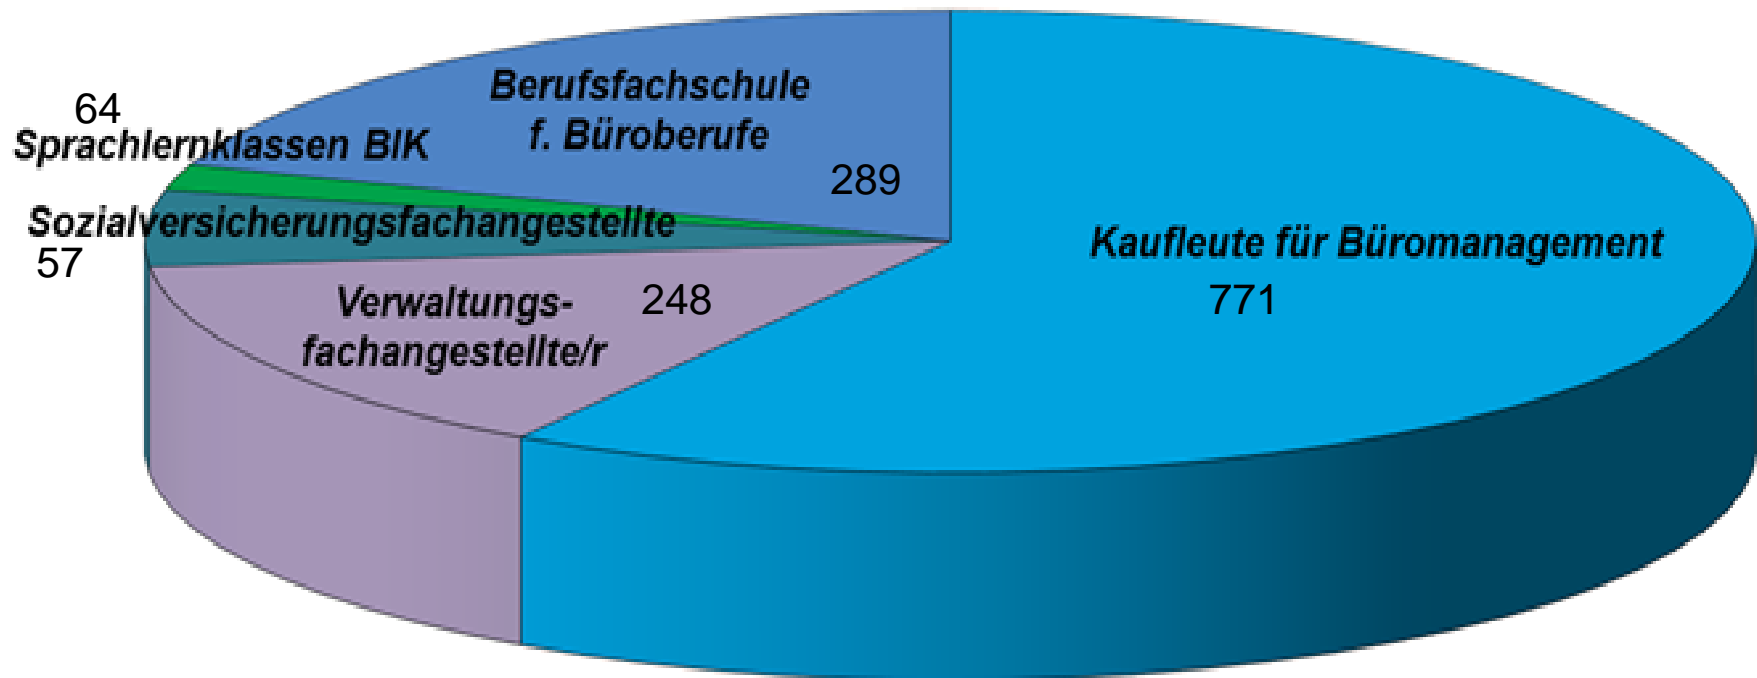 Berufsfachschule
f. Büroberufe
289
64
Sprachlernklassen BIK
Sozialversicherungsfachangestellte
57
Verwaltungs-
fachangestellte/r
248
Kaufleute für Büromanagement
771